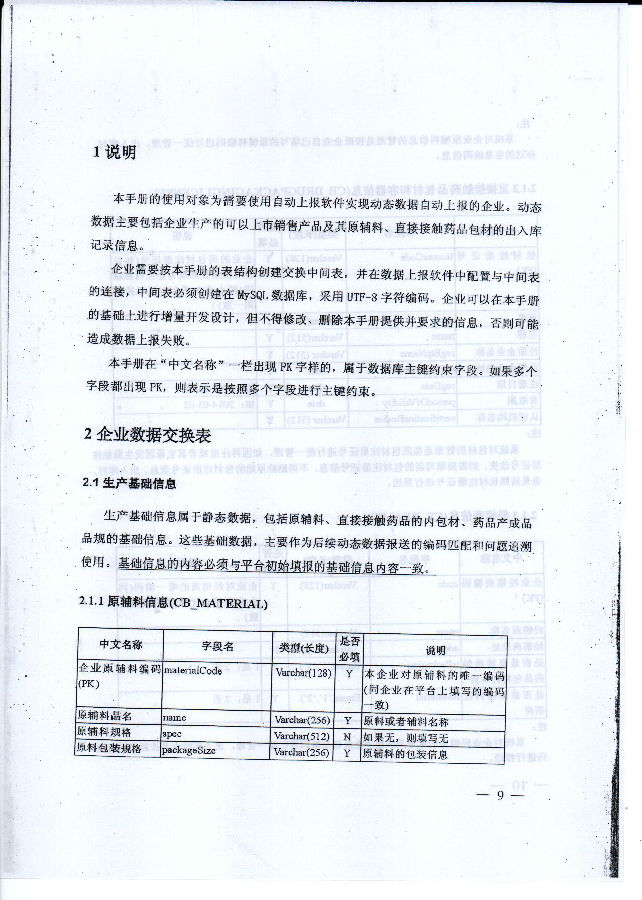 1 说明
本手册的使用对象为需要使用自动上报软件实现动态数据自动上报的企业。动态
数据主要包括企业生产的可以上市销售产品及其原辅料、直接接触药品包材的出入库
记录信息。
企业需要按本手册的表结构创建交换中间表，并在数据上报软件中配置与中间表
的连接，中间表必须创建在 MySQL 数据库，采用 UTF-8 字符编码。企业可以在本手册
的基础上进行增量开发设计，但不得修改、删除本手册提供并要求的信息，否则可能
造成数据上报失败。
本手册在“中文名称”一栏出现 PK 字样的，属于数据库主键约束字段。如果多个
字段都出现 PK，则表示是按照多个字段进行主键约束。
2 企业数据交换表
2.1 生产基础信息
生产基础信息属于静态数据，包括原辅料、直接接触药品的内包材、药品产成品
品规的基础信息。这些基础数据，主要作为后续动态数据报送的编码匹配和问题追溯
使用。基础信息的内容必须与平台初始填报的基础信息内容一致。
2.1.1 原辅料信息(CB_MATERIAL)
中文名称 字段名 类型(长度) 是否必填 说明
企业原辅料编码(PK) materialCode Varchar(128) Y 本企业对原辅料的唯一编码
(同企业在平台上填写的编码
一致)
原辅料品名 name Varchar(256) Y 原料或者辅料名称
原辅料规格 spec Varchar(512) N 如果无，则填写无
原料包装规格 packageSize Varchar(256) Y 原辅料的包装信息
— 9 —